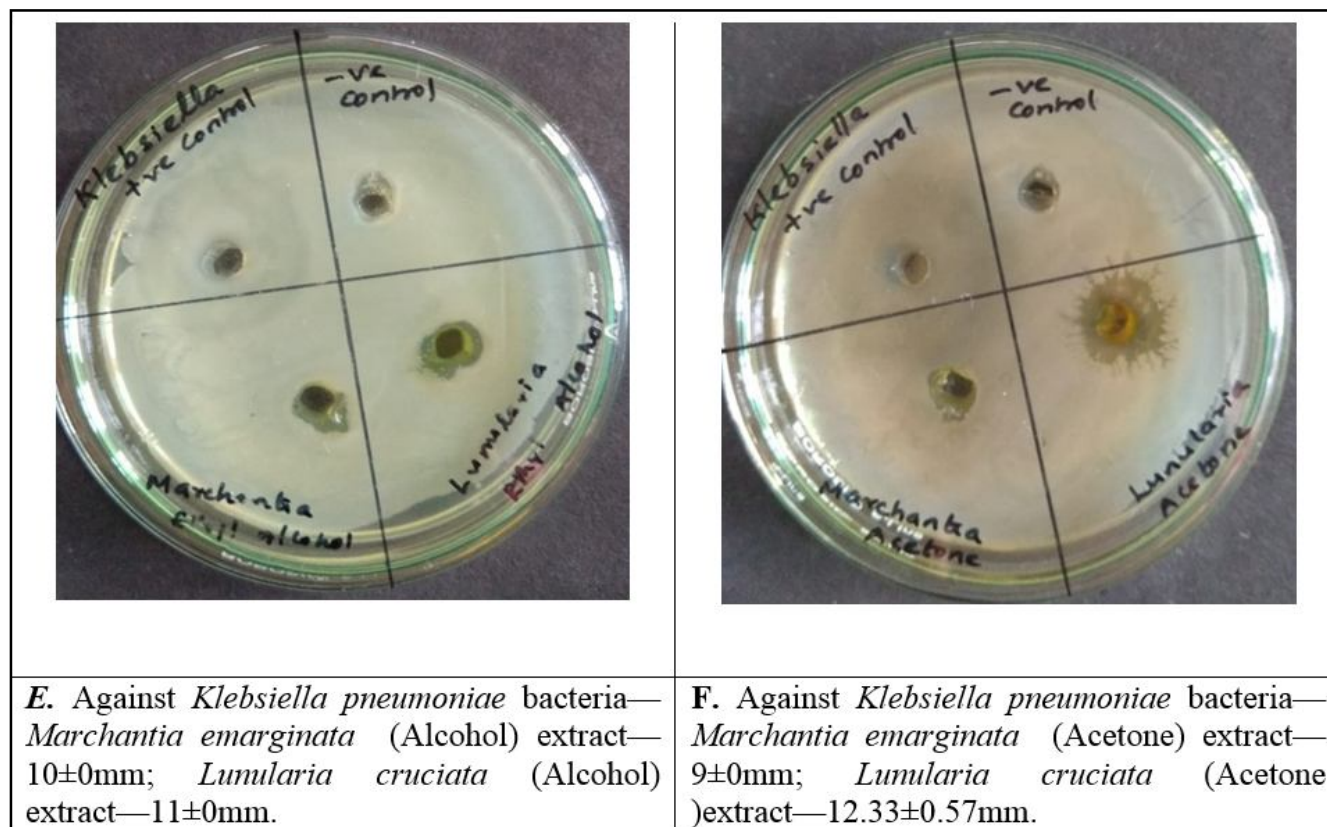 Klebsiella
+ve control
-ve
control
Lunularia
Ethyl Alcohol
Marchantia
alcohol
Klebsiella
+ve control
-ve
control
Lunularia
Acetone
Marchantia
Acetone
E. Against Klebsiella pneumoniae bacteria—
Marchantia emarginata (Alcohol) extract—
10±0mm; Lunularia cruciata (Alcohol)
extract—11±0mm.
F. Against Klebsiella pneumoniae bacteria—
Marchantia emarginata (Acetone) extract—
9±0mm; Lunularia cruciata (Acetone
)extract—12.33±0.57mm.